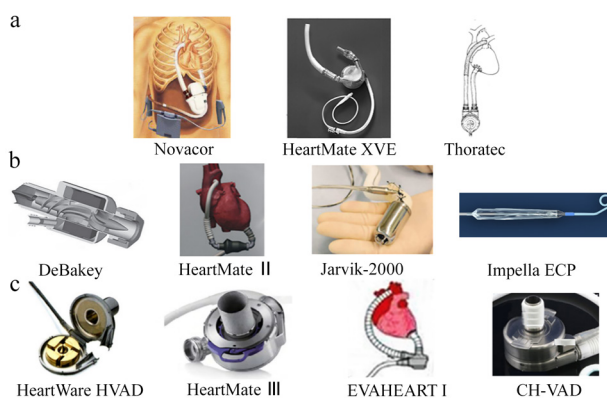 a
Novacor HeartMate XVE Thoratec
b
DeBakey HeartMate Ⅱ Jarvik-2000 Impella ECP
c
HeartWare HVAD HeartMate Ⅲ EVAHEART I CH-VAD